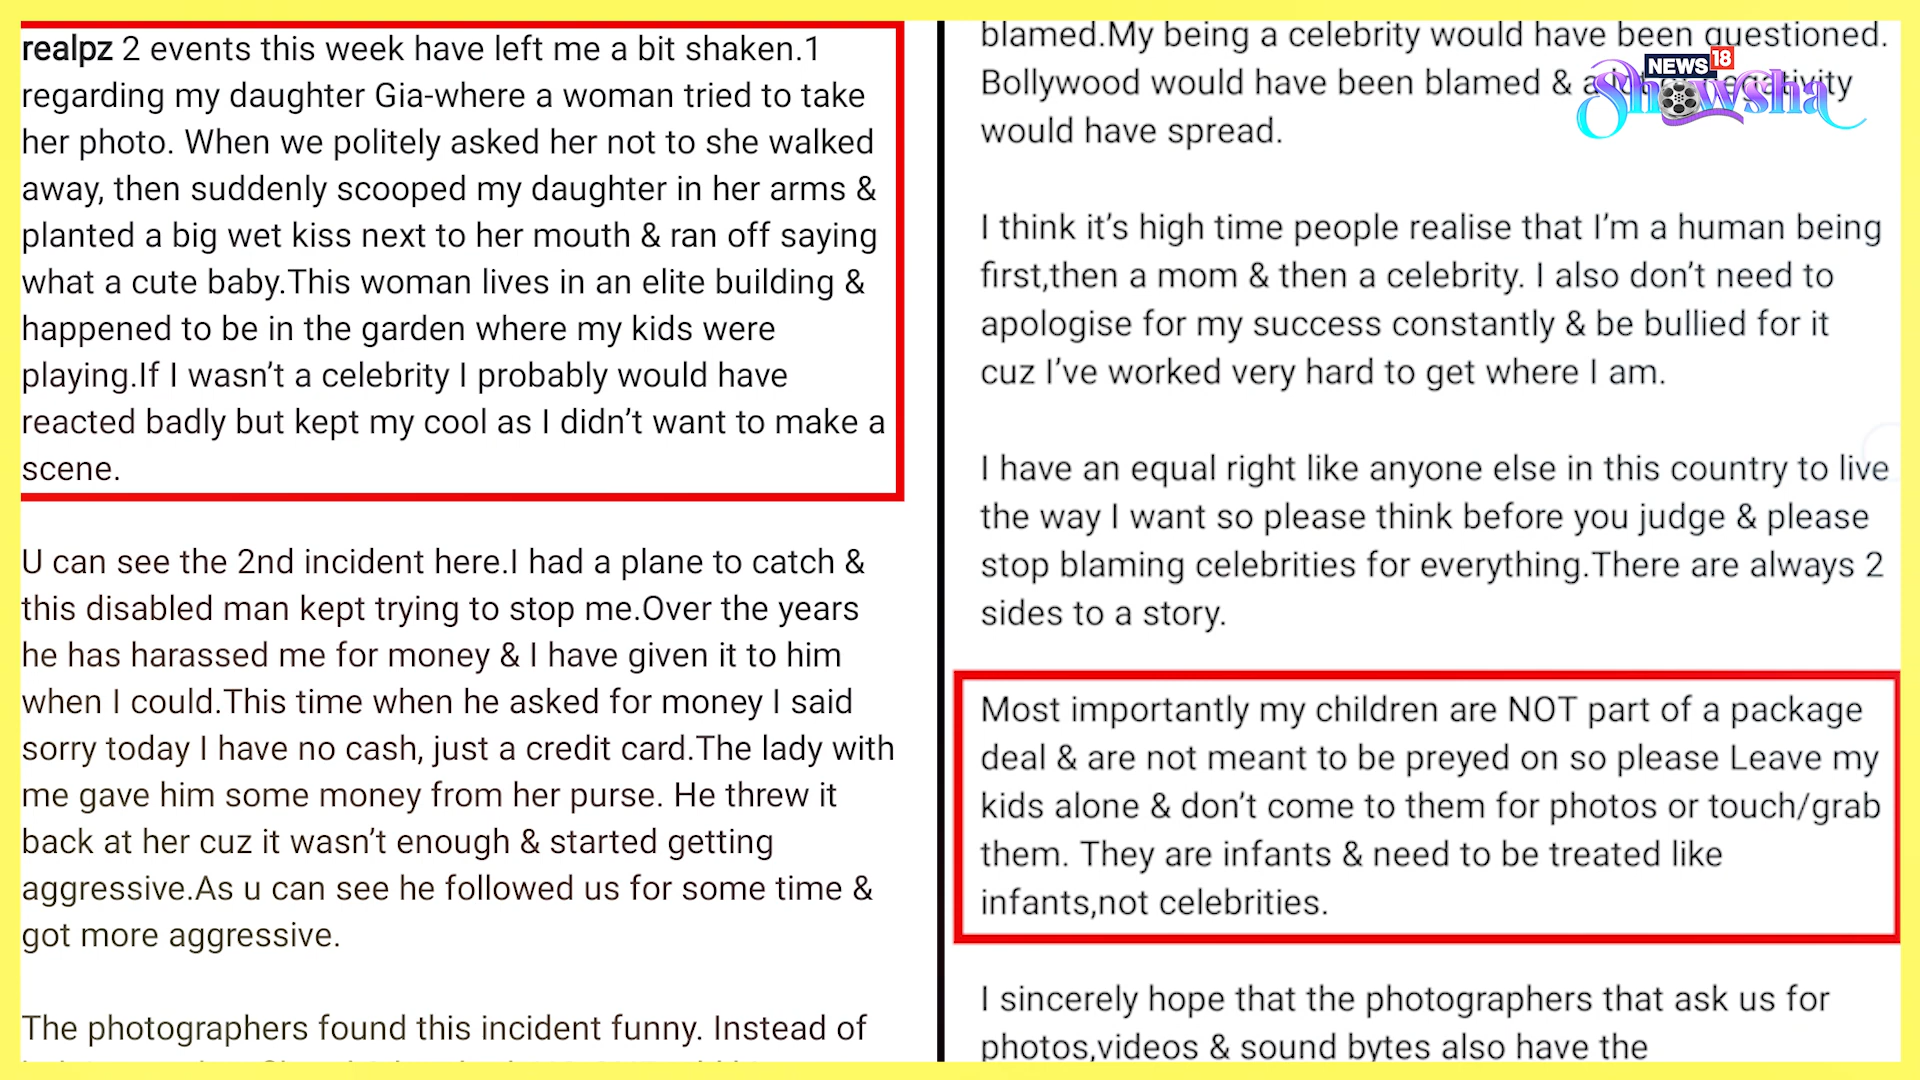 realpz 2 events this week have left me a bit shaken.1
regarding my daughter Gia-where a woman tried to take
her photo. When we politely asked her not to she walked
away, then suddenly scooped my daughter in her arms &
planted a big wet kiss next to her mouth & ran off saying
what a cute baby.This woman lives in an elite building &
happened to be in the garden where my kids were
playing.If I wasn’t a celebrity I probably would have
reacted badly but kept my cool as I didn’t want to make a
scene.
U can see the 2nd incident here.I had a plane to catch &
this disabled man kept trying to stop me.Over the years
he has harassed me for money & I have given it to him
when I could.This time when he asked for money I said
sorry today I have no cash, just a credit card.The lady with
me gave him some money from her purse. He threw it
back at her cuz it wasn’t enough & started getting
aggressive.As u can see he followed us for some time &
got more aggressive.
The photographers found this incident funny. Instead of
blamed.My being a celebrity would have been questioned.
Bollywood would have been blamed & a lot of negativity
would have spread.
I think it’s high time people realise that I’m a human being
first,then a mom & then a celebrity. I also don’t need to
apologise for my success constantly & be bullied for it
cuz I’ve worked very hard to get where I am.
I have an equal right like anyone else in this country to live
the way I want so please think before you judge & please
stop blaming celebrities for everything.There are always 2
sides to a story.
Most importantly my children are NOT part of a package
deal & are not meant to be preyed on so please Leave my
kids alone & don’t come to them for photos or touch/grab
them. They are infants & need to be treated like
infants,not celebrities.
I sincerely hope that the photographers that ask us for
photos,videos & sound bytes also have the
NEWS 18
Showsha